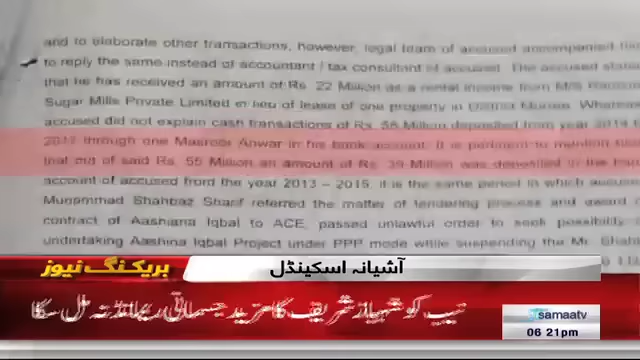 and to elaborate other transactions, however, legal team of accused accompanied
to reply the same instead of accountant / tax consultant of accused. The accused
that he has received an amount of Rs. 22 Million as a rental income from M/S
Sugar Mills Private Limited in lieu of lease of one property in District
accused did not explain cash transactions of Rs. 55 Million deposited from year
2017 through one Masroor Anwar in his bank account. It is pertinent to mention
that out of said Rs. 55 Million an amount of Rs. 39 Million was deposited in the
account of accused from the year 2013 – 2015, it is the same period in which
Muhammad Shahbaz Sharif referred the matter of tendering process and award
contract of Aashiana Iqbal to ACE, passed unlawful order to seek
undertaking Aashina Iqbal Project under PPP mode while suspending the Mr.
آشیانہ اسکینڈل
بریکنگ نیوز
نیب کو شہباز شریف کا مزید جسمانی ریمانڈ نہ مل سکا
samaatv
06 21pm